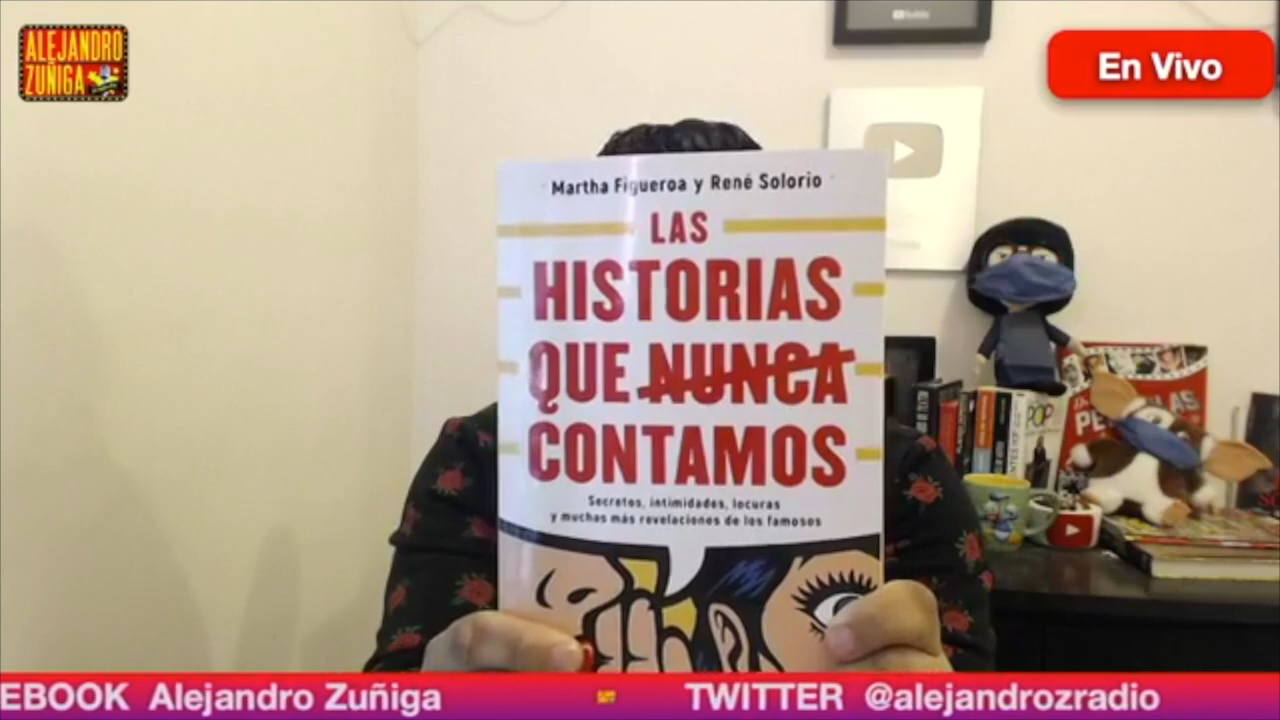 ALEJANDRO
ZUÑIGA
En Vivo
Martha Figueroa y René Solorio
LAS
HISTORIAS
QUE NUNCA
CONTAMOS
Secretos, intimidades, locuras
y muchas más revelaciones de los famosos
POP
EBOOK Alejandro Zuñiga
TWITTER @alejandrozradio